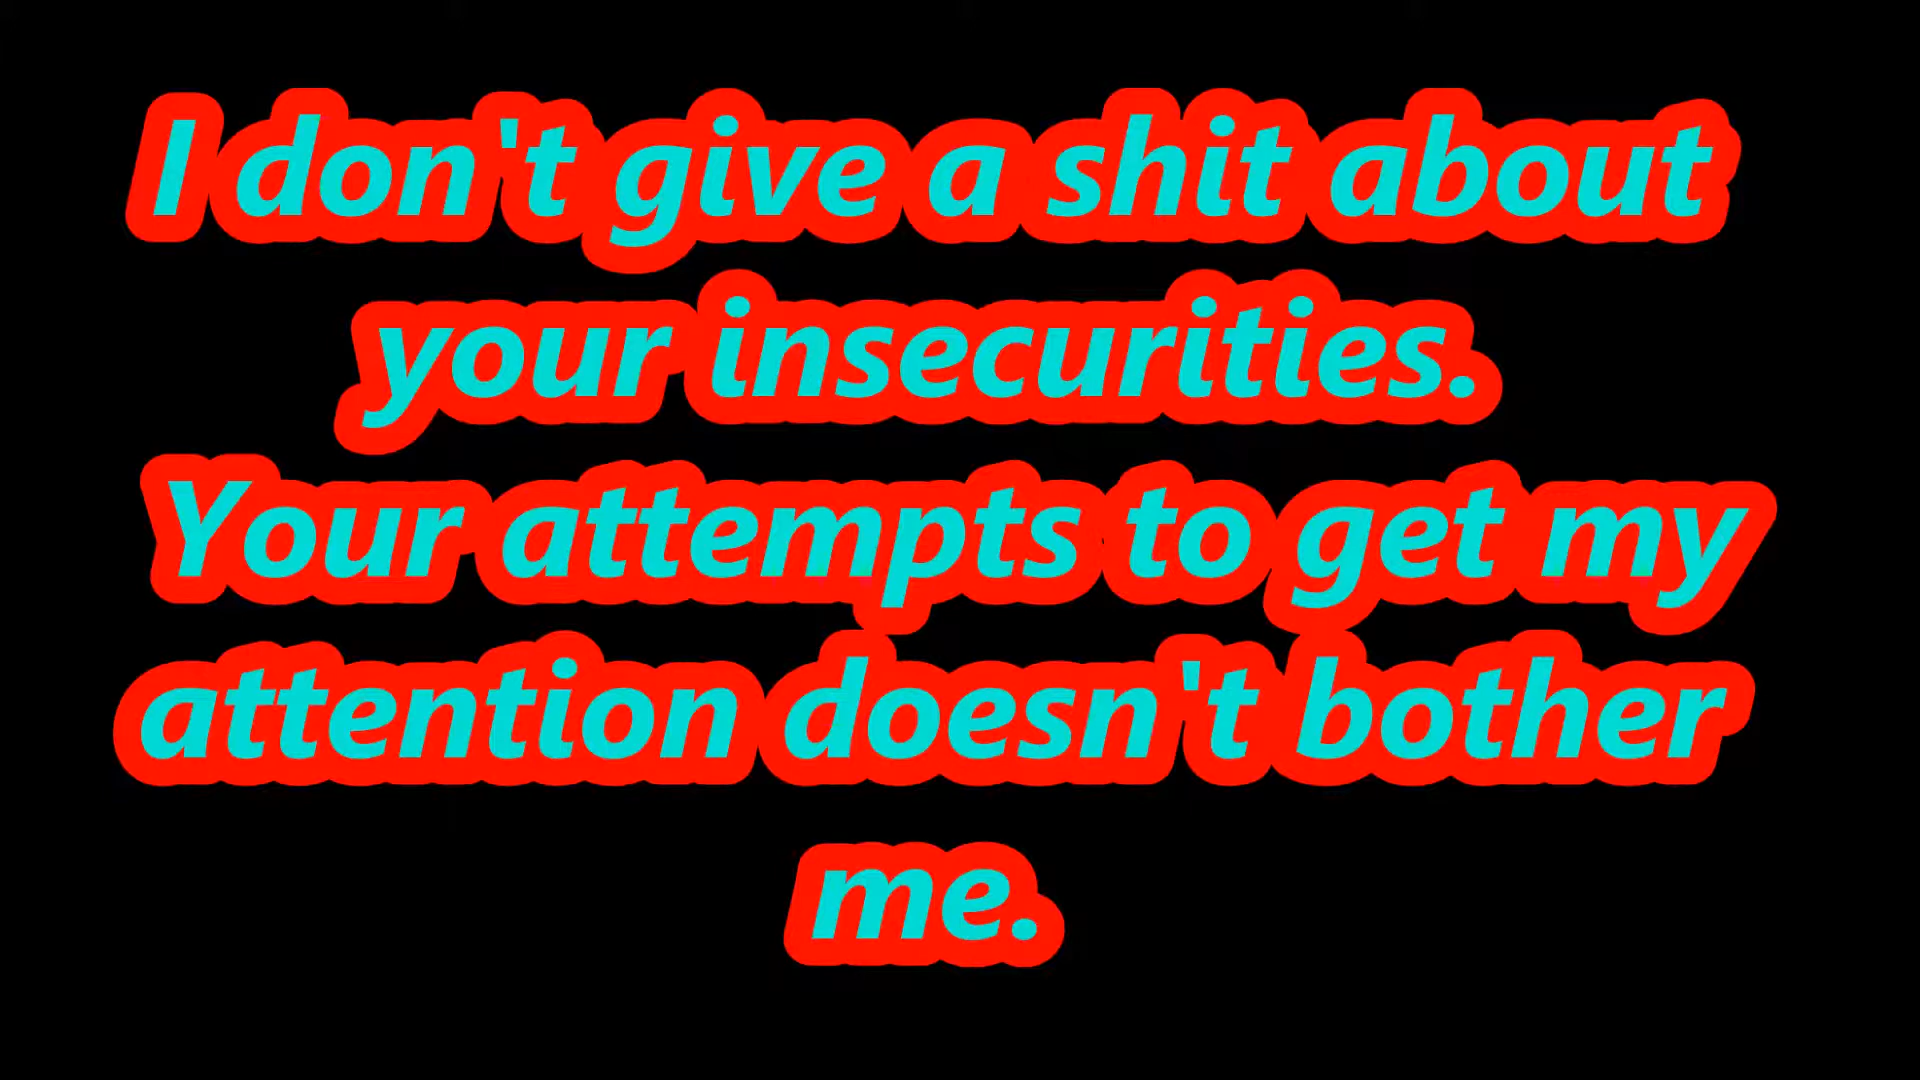 I don't give a shit about
your insecurities.
Your attempts to get my
attention doesn't bother
me.